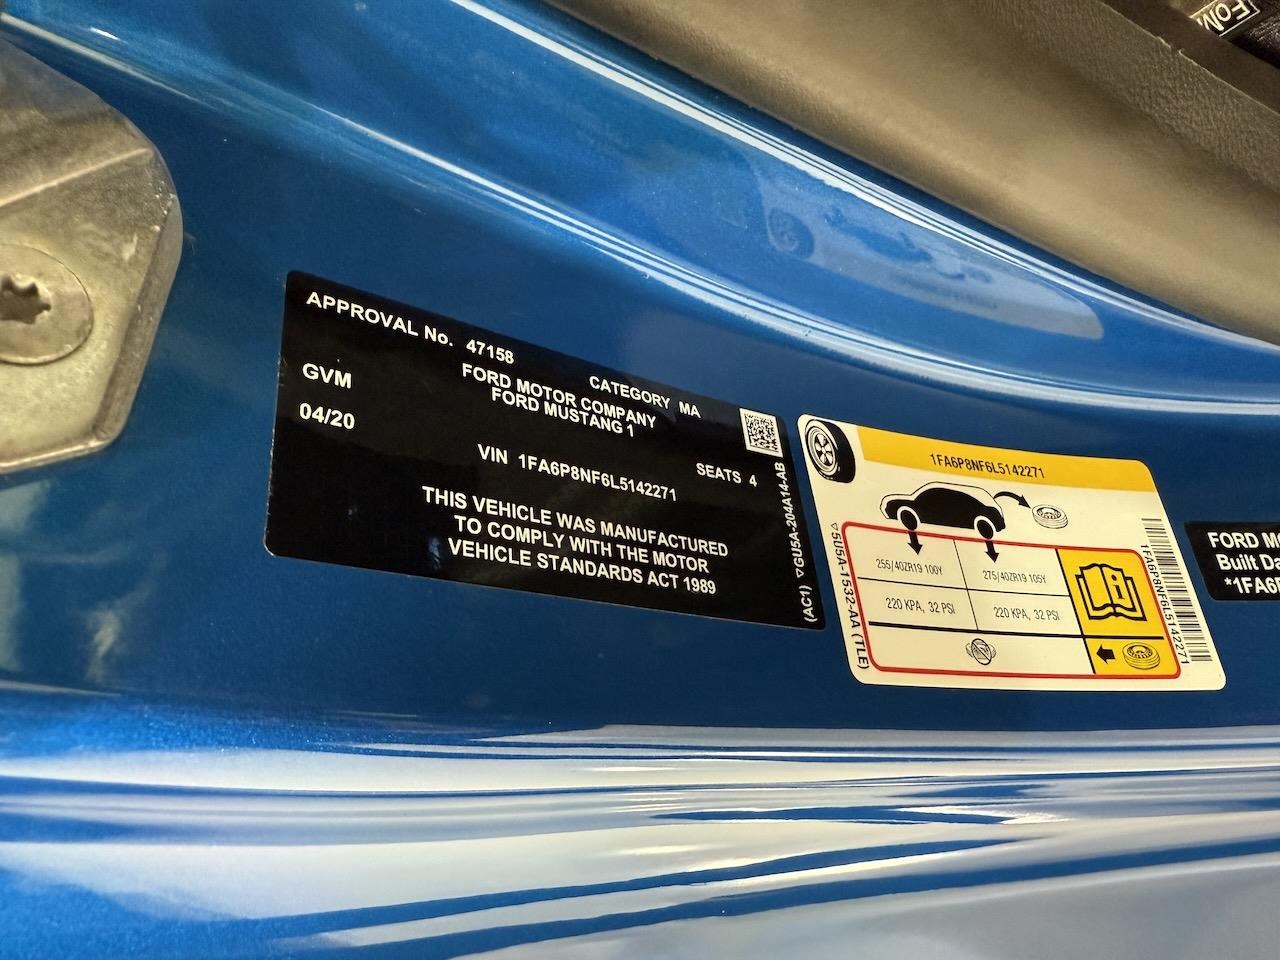 FoM
APPROVAL No. 47158
CATEGORY MA
GVM
FORD MOTOR COMPANY
FORD MUSTANG 1
04/20
VIN 1FA6P8NF6L5142271
SEATS 4
THIS VEHICLE WAS MANUFACTURED
TO COMPLY WITH THE MOTOR
VEHICLE STANDARDS ACT 1989
(AC1) ▽GU5A-204A14-AB
1FA6P8NF6L5142271
255/40ZR19 100Y
275/40ZR19 105Y
220 KPA, 32 PSI
220 KPA, 32 PSI
▽5U5A-1532-AA (TLE)
1FA6P8NF6L5142271
FORD M
Built Da
*1FA6